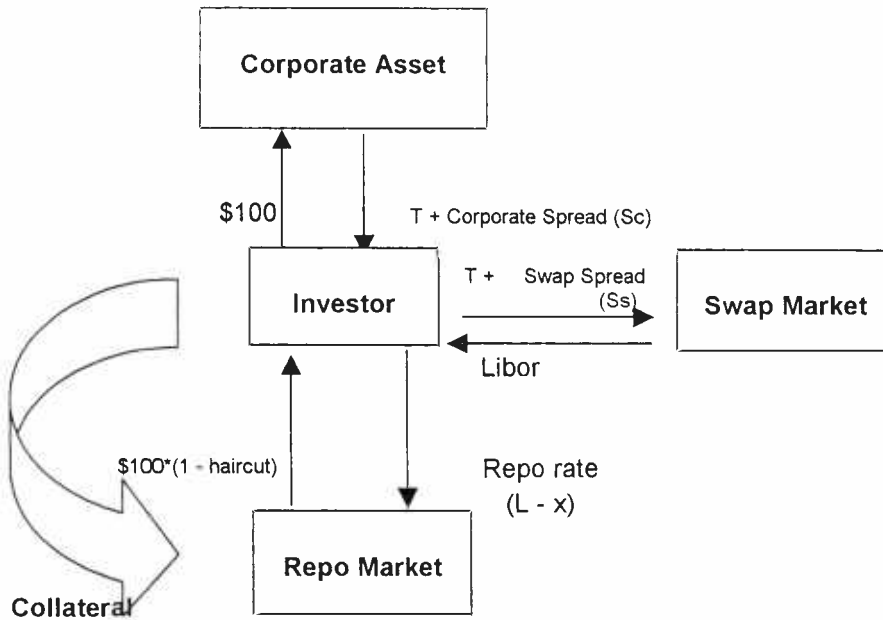 Corporate Asset
$100
T + Corporate Spread (Sc)
Investor
T + Swap Spread
(Ss)
Swap Market
Libor
$100*(1 - haircut)
Repo rate
(L - x)
Repo Market
Collateral